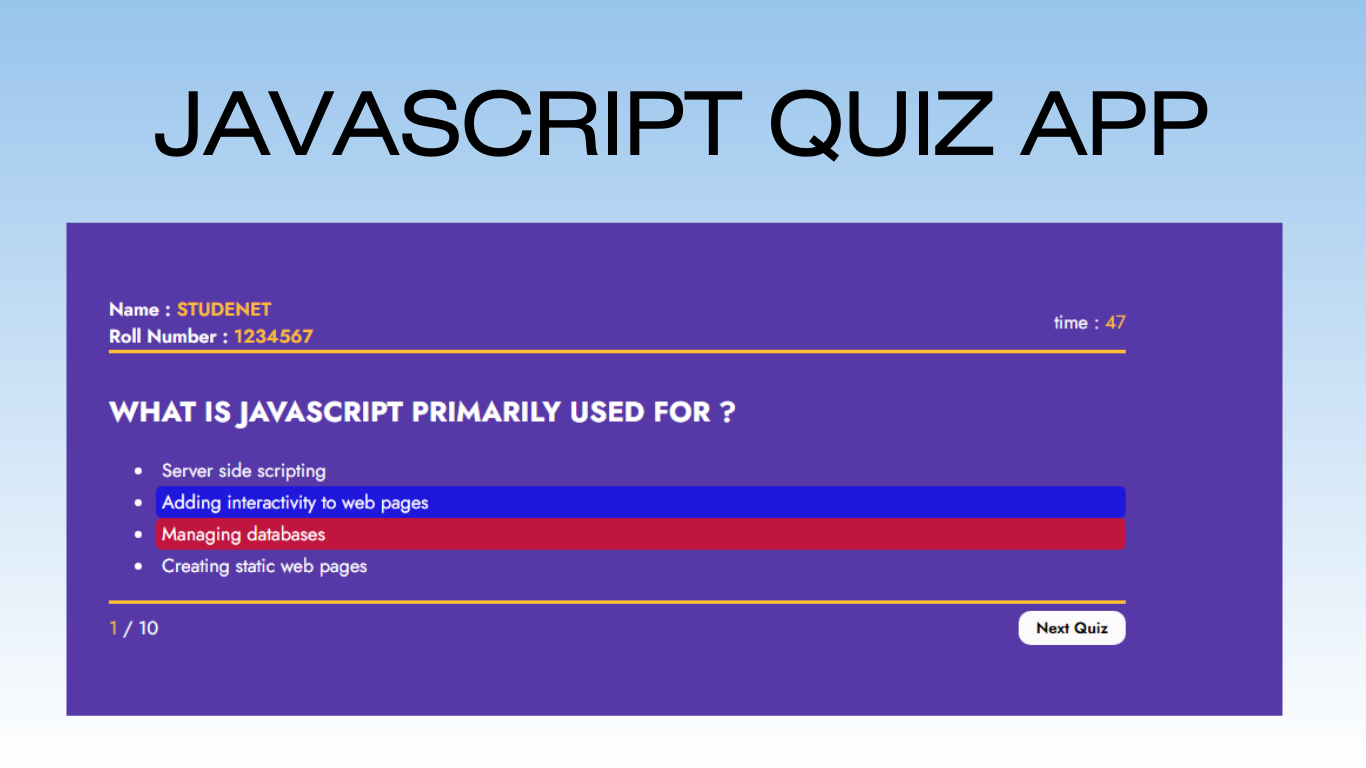 JAVASCRIPT QUIZ APP
Name : STUDENET
Roll Number : 1234567
time : 47
WHAT IS JAVASCRIPT PRIMARILY USED FOR ?
Server side scripting
Adding interactivity to web pages
Managing databases
Creating static web pages
1 / 10
Next Quiz